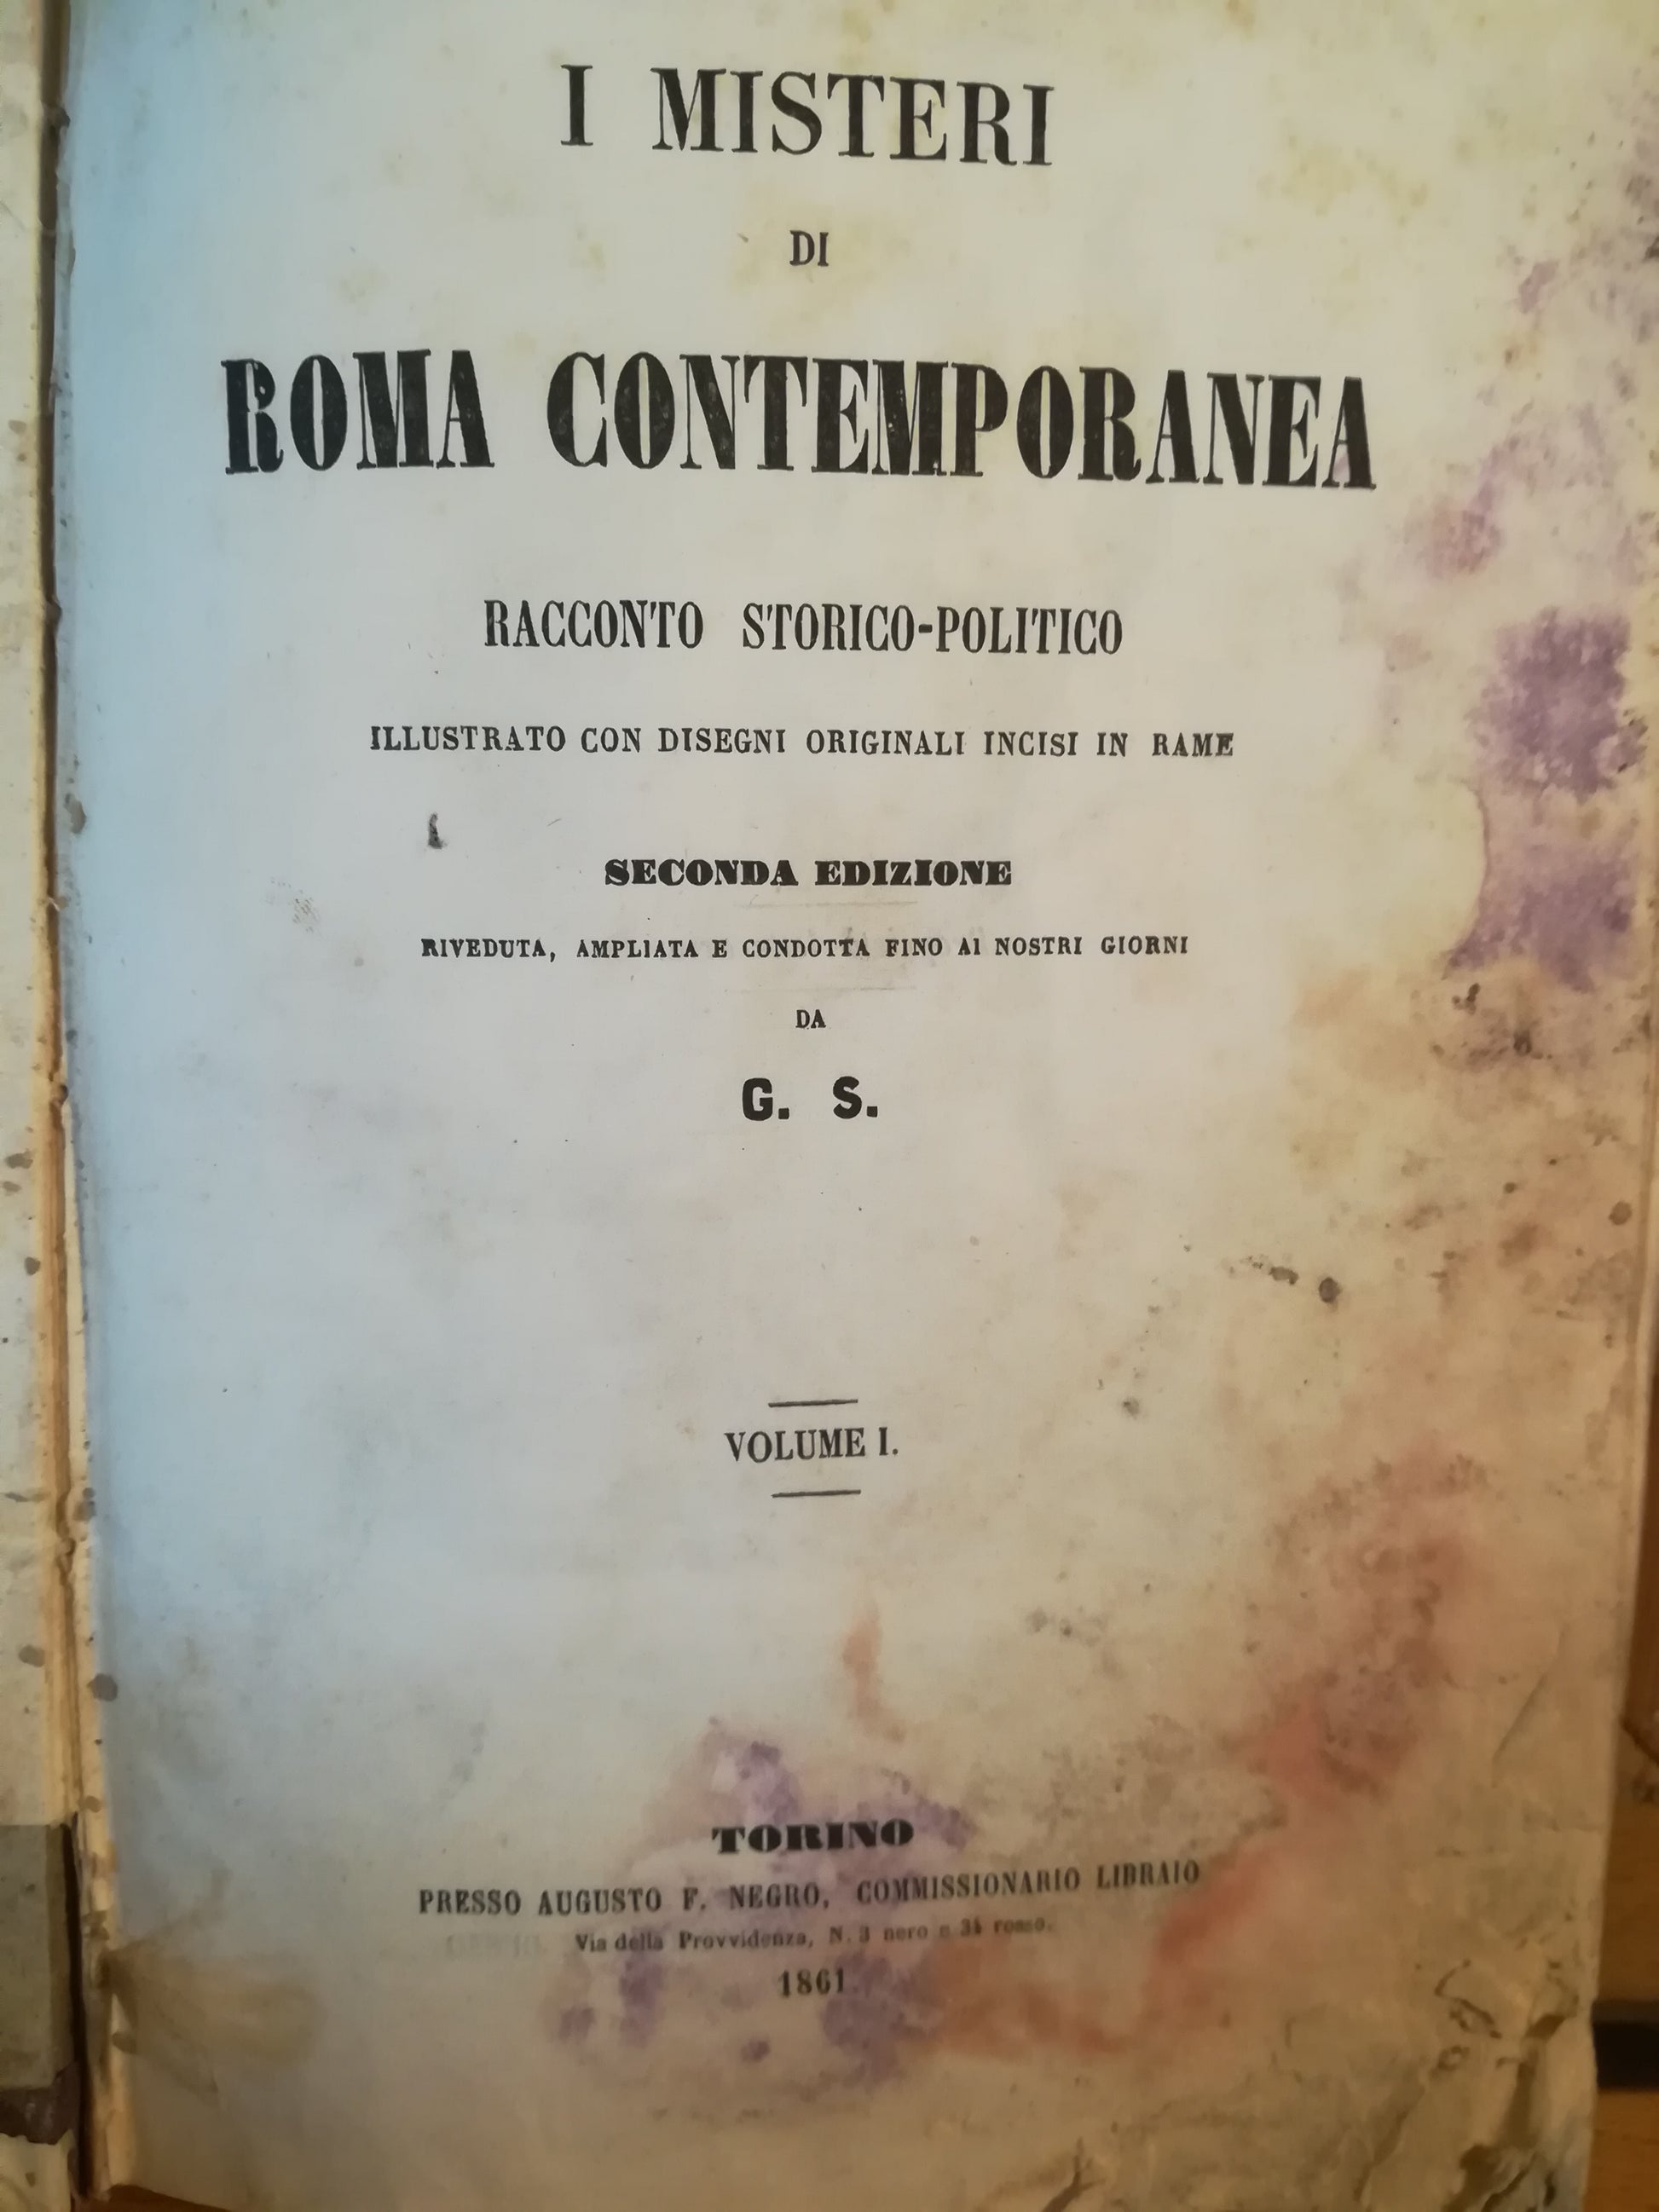 I MISTERI
DI
ROMA CONTEMPORANEA
RACCONTO STORICO-POLITICO
ILLUSTRATO CON DISEGNI ORIGINALI INCISI IN RAME
SECONDA EDIZIONE
RIVEDUTA, AMPLIATA E CONDOTTA FINO AI NOSTRI GIORNI
DA
G. S.
VOLUME I.
TORINO
PRESSO AUGUSTO F. NEGRO, COMMISSIONARIO LIBRAIO
Via della Provvidenza, N. 3 nero e 34 rosso.
1861